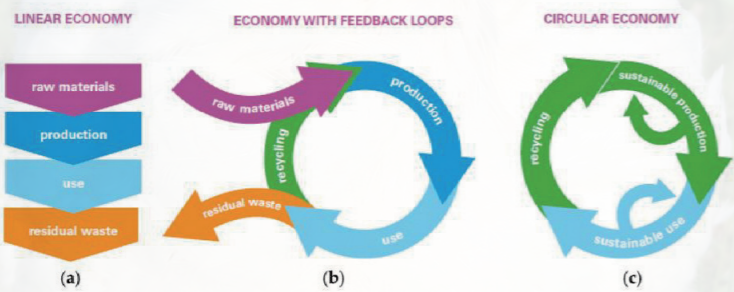 LINEAR ECONOMY
raw materials
production
use
residual waste
(a)
ECONOMY WITH FEEDBACK LOOPS
raw materials
production
recycling
residual waste
use
(b)
CIRCULAR ECONOMY
sustainable production
recycling
sustainable use
(c)